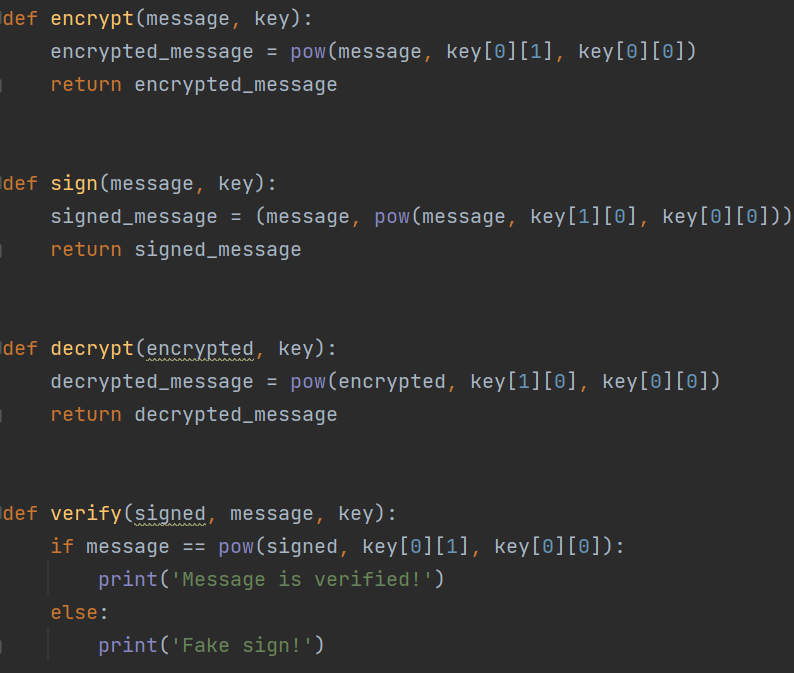 def encrypt(message, key):
    encrypted_message = pow(message, key[0][1], key[0][0])
    return encrypted_message
def sign(message, key):
    signed_message = (message, pow(message, key[1][0], key[0][0]))
    return signed_message
def decrypt(encrypted, key):
    decrypted_message = pow(encrypted, key[1][0], key[0][0])
    return decrypted_message
def verify(signed, message, key):
    if message == pow(signed, key[0][1], key[0][0]):
        print('Message is verified!')
    else:
        print('Fake sign!')